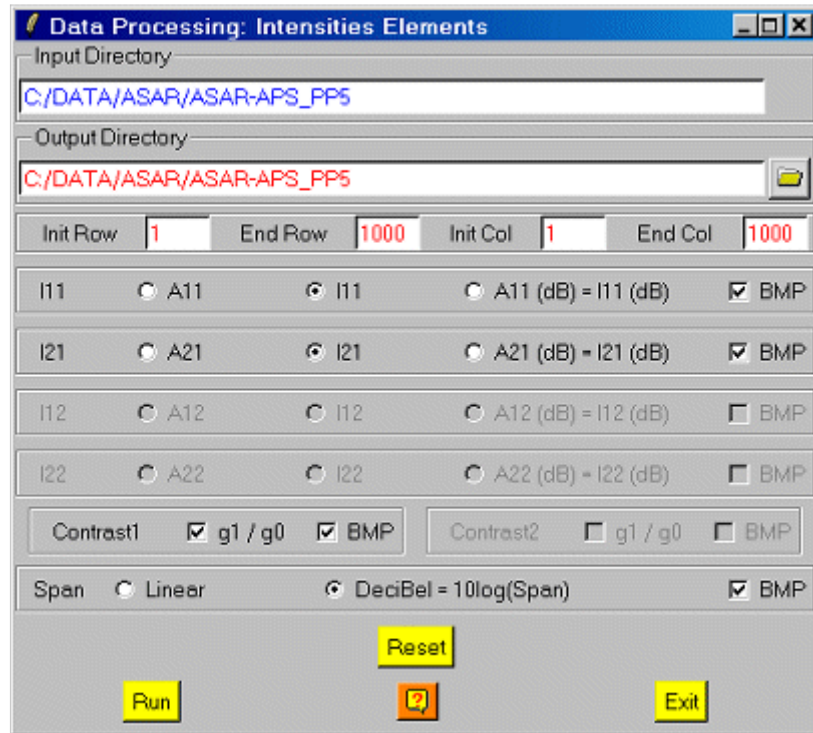 Data Processing: Intensities Elements
Input Directory
C:/DATA/ASAR/ASAR-APS_PP5
Output Directory
C:/DATA/ASAR/ASAR-APS_PP5
Init Row 1 End Row 1000 Init Col 1 End Col 1000
I11 A11 I11 A11 (dB) = I11 (dB) BMP
I21 A21 I21 A21 (dB) = I21 (dB) BMP
I12 A12 I12 A12 (dB) = I12 (dB) BMP
I22 A22 I22 A22 (dB) = I22 (dB) BMP
Contrast1 g1 / g0 BMP Contrast2 g1 / g0 BMP
Span Linear DeciBel = 10log(Span) BMP
Reset
Run ? Exit